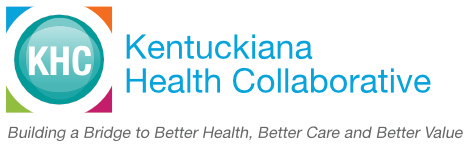 KHC
Kentuckiana
Health Collaborative
Building a Bridge to Better Health, Better Care and Better Value